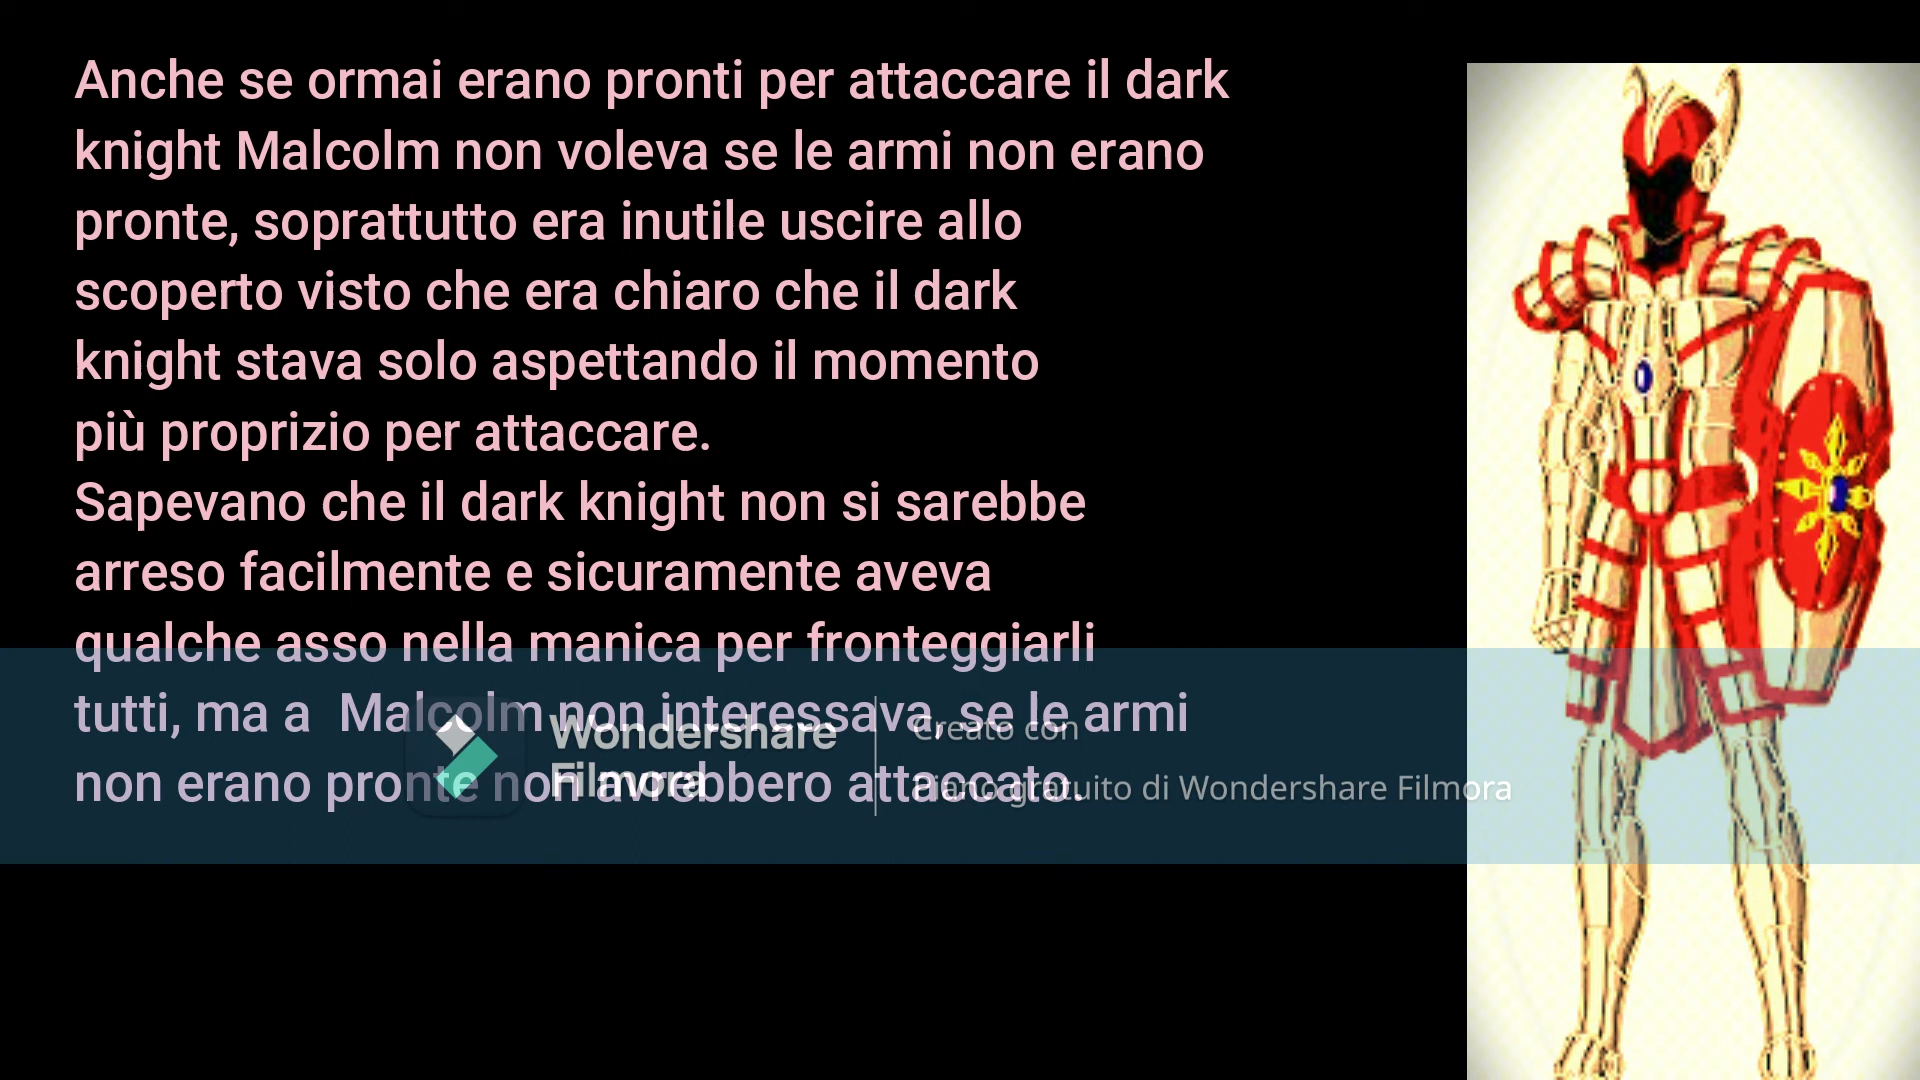 Anche se ormai erano pronti per attaccare il dark
knight Malcolm non voleva se le armi non erano
pronte, soprattutto era inutile uscire allo
scoperto visto che era chiaro che il dark
knight stava solo aspettando il momento
più proprizio per attaccare.
Sapevano che il dark knight non si sarebbe
arreso facilmente e sicuramente aveva
qualche asso nella manica per fronteggiarli
tutti, ma a  Malcolm non interessava, se le armi
non erano pronte non avrebbero attaccato.
Wondershare
Filmora
Creato con
Piano gratuito di Wondershare Filmora